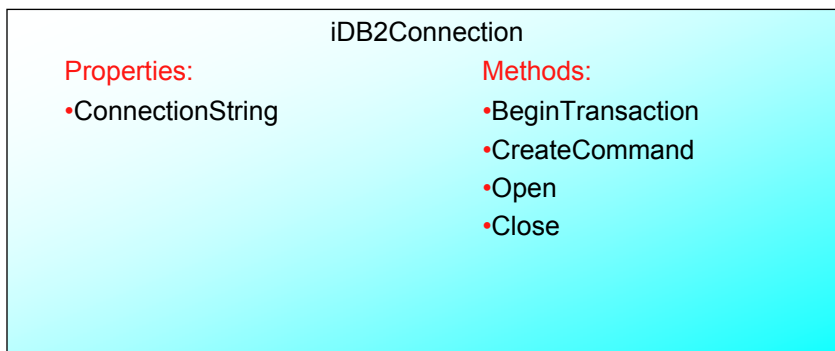 iDB2Connection
Properties:
•ConnectionString
Methods:
•BeginTransaction
•CreateCommand
•Open
•Close